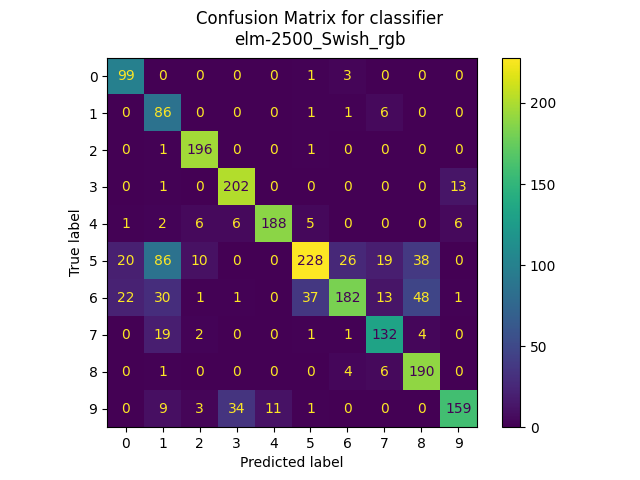 Confusion Matrix for classifier
elm-2500_Swish_rgb
0 99 0 0 0 0 1 3 0 0 0
1 0 86 0 0 0 1 1 6 0 0
2 0 1 196 0 0 1 0 0 0 0
3 0 1 0 202 0 0 0 0 0 13
4 1 2 6 6 188 5 0 0 0 6
5 20 86 10 0 0 228 26 19 38 0
6 22 30 1 1 0 37 182 13 48 1
7 0 19 2 0 0 1 1 132 4 0
8 0 1 0 0 0 0 4 6 190 0
9 0 9 3 34 11 1 0 0 0 159
0 1 2 3 4 5 6 7 8 9
Predicted label
True label
200
150
100
50
0